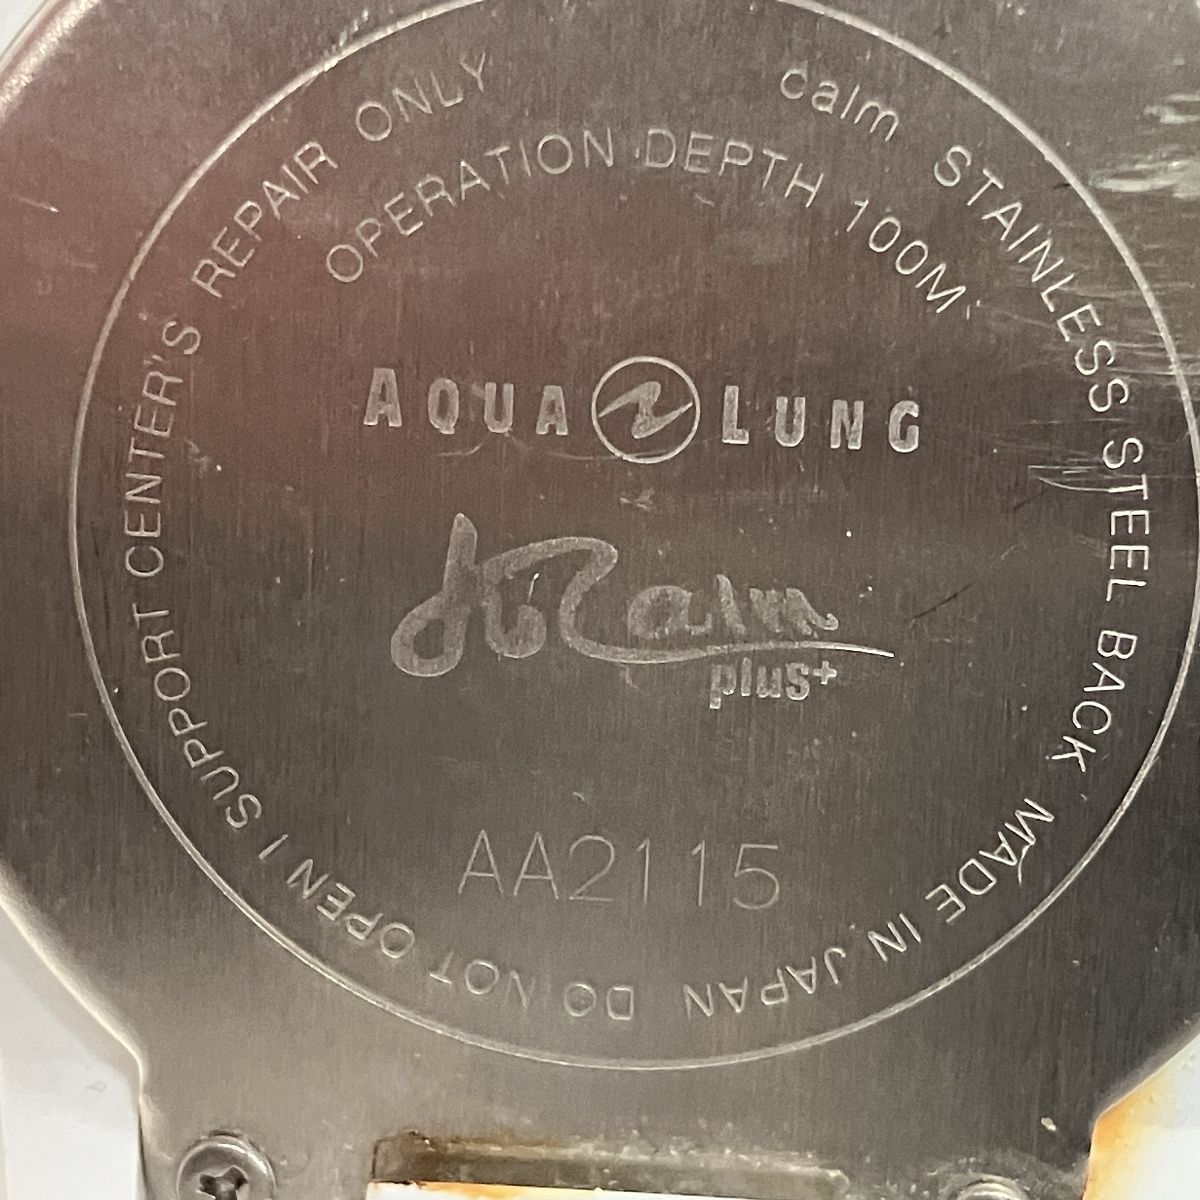 calm STAINLESS STEEL BACK MADE IN JAPAN DO NOT OPEN ! SUPPORT CENTER'S REPAIR ONLY
OPERATION DEPTH 100M
AQUA LUNG
Calm
plus+
AA2115